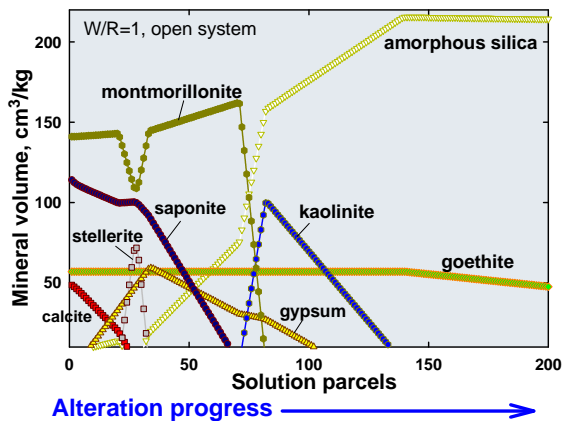 W/R=1, open system
amorphous silica
montmorillonite
saponite
stellerite
kaolinite
goethite
calcite
gypsum
Mineral volume, cm³/kg
200
150
100
50
0 50 100 150 200
Solution parcels
Alteration progress